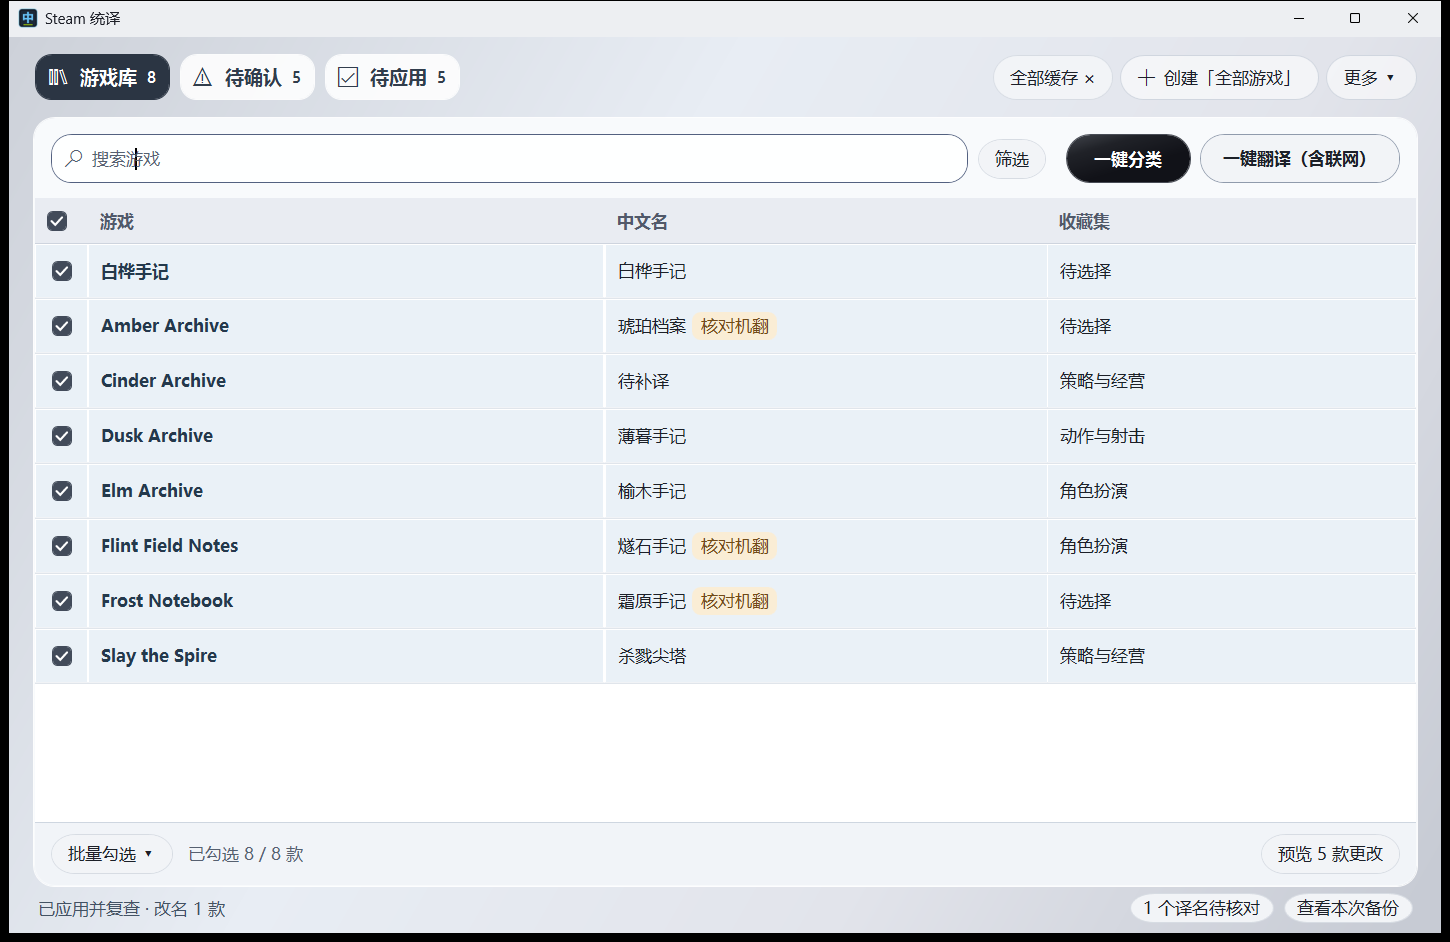 中 Steam 统译
游戏库 8 待确认 5 待应用 5 全部缓存 × 创建「全部游戏」 更多 ▼
搜索游戏 筛选 一键分类 一键翻译（含联网）
游戏 中文名 收藏集
白桦手记 白桦手记 待选择
Amber Archive 琥珀档案 核对机翻 待选择
Cinder Archive 待补译 策略与经营
Dusk Archive 薄暮手记 动作与射击
Elm Archive 榆木手记 角色扮演
Flint Field Notes 燧石手记 核对机翻 角色扮演
Frost Notebook 霜原手记 核对机翻 待选择
Slay the Spire 杀戮尖塔 策略与经营
批量勾选 ▼ 已勾选 8 / 8 款 预览 5 款更改
已应用并复查 · 改名 1 款 1 个译名待核对 查看本次备份